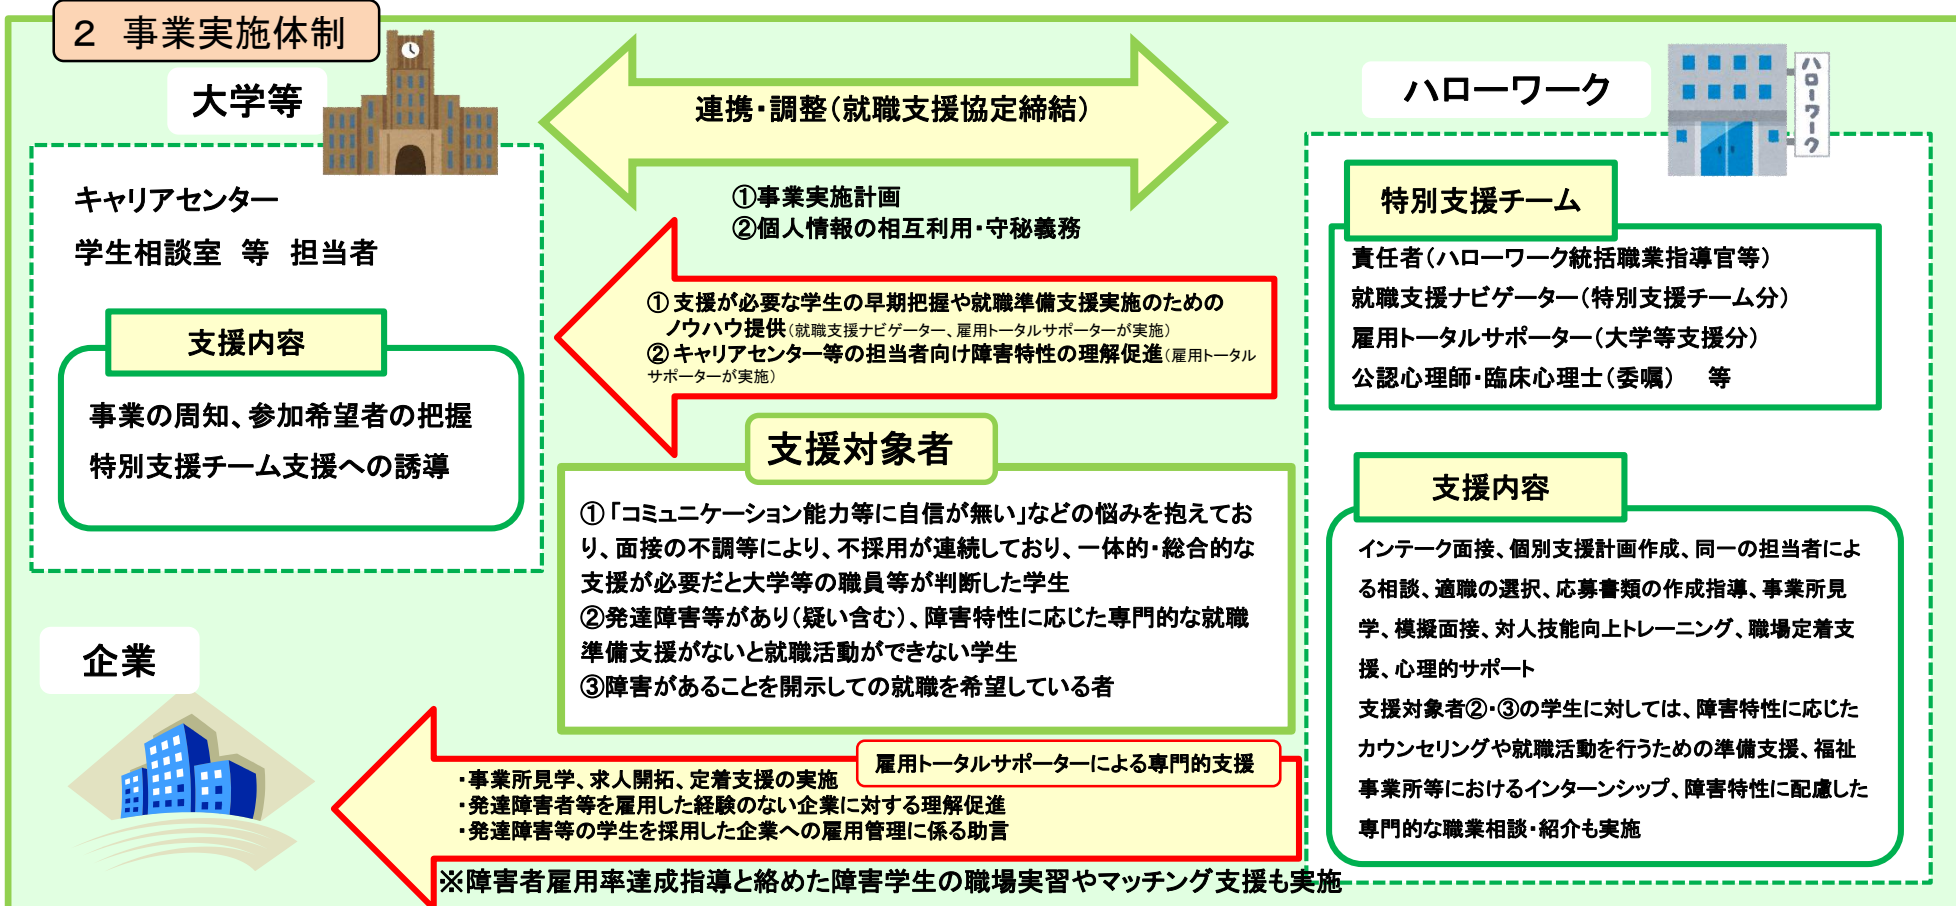 ２　事業実施体制
大学等
キャリアセンター
学生相談室　等　担当者
支援内容
事業の周知、参加希望者の把握
特別支援チーム支援への誘導
連携・調整（就職支援協定締結）
①事業実施計画
②個人情報の相互利用・守秘義務
① 支援が必要な学生の早期把握や就職準備支援実施のための
ノウハウ提供（就職支援ナビゲーター、雇用トータルサポーターが実施）
② キャリアセンター等の担当者向け障害特性の理解促進（雇用トータル
サポーターが実施）
ハローワーク
ハローワーク
特別支援チーム
責任者（ハローワーク統括職業指導官等）
就職支援ナビゲーター（特別支援チーム分）
雇用トータルサポーター（大学等支援分）
公認心理師・臨床心理士（委嘱）　等
支援内容
インテーク面接、個別支援計画作成、同一の担当者によ
る相談、適職の選択、応募書類の作成指導、事業所見
学、模擬面接、対人技能向上トレーニング、職場定着支
援、心理的サポート
支援対象者②・③の学生に対しては、障害特性に応じた
カウンセリングや就職活動を行うための準備支援、福祉
事業所等におけるインターンシップ、障害特性に配慮した
専門的な職業相談・紹介も実施
支援対象者
①「コミュニケーション能力等に自信が無い」などの悩みを抱えてお
り、面接の不調等により、不採用が連続しており、一体的・総合的な
支援が必要だと大学等の職員等が判断した学生
②発達障害等があり（疑い含む）、障害特性に応じた専門的な就職
準備支援がないと就職活動ができない学生
③障害があることを開示しての就職を希望している者
企業
雇用トータルサポーターによる専門的支援
・事業所見学、求人開拓、定着支援の実施
・発達障害者等を雇用した経験のない企業に対する理解促進
・発達障害等の学生を採用した企業への雇用管理に係る助言
※障害者雇用率達成指導と絡めた障害学生の職場実習やマッチング支援も実施